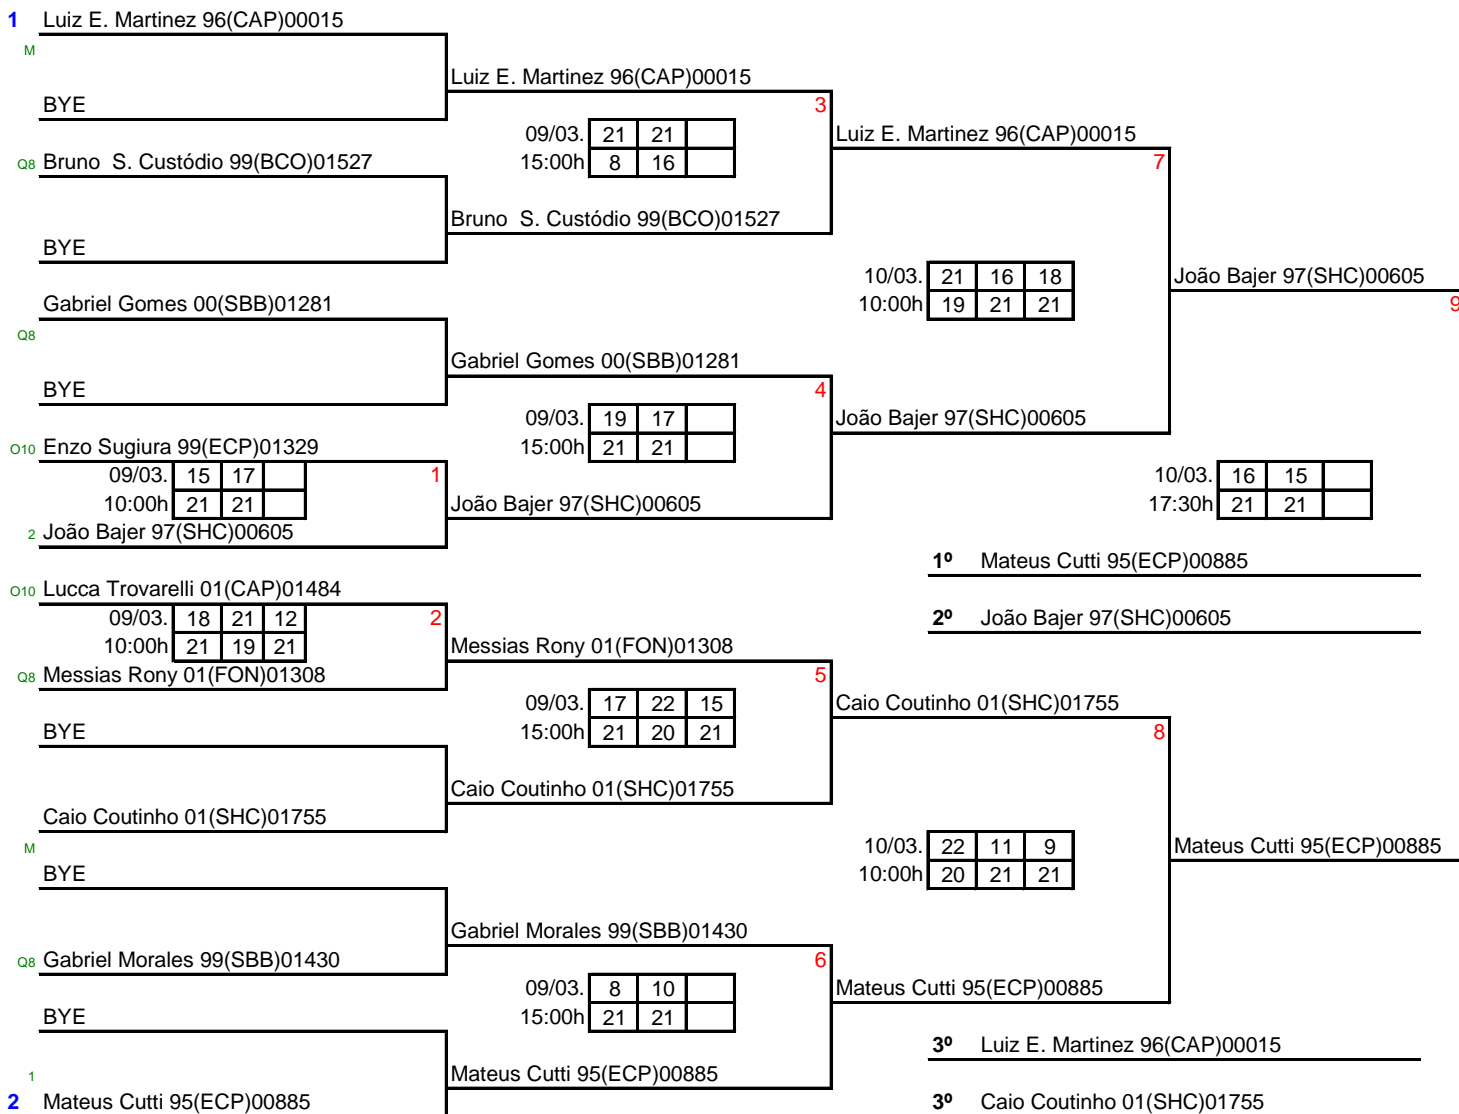 1 Luiz E. Martinez 96(CAP)00015
M
Luiz E. Martinez 96(CAP)00015
BYE
3
09/03. 21 21
Luiz E. Martinez 96(CAP)00015
15:00h 8 16
Q8 Bruno S. Custódio 99(BCO)01527
7
Bruno S. Custódio 99(BCO)01527
BYE
10/03. 21 16 18
João Bajer 97(SHC)00605
10:00h 19 21 21
9
Gabriel Gomes 00(SBB)01281
Q8
Gabriel Gomes 00(SBB)01281
BYE
4
09/03. 19 17
João Bajer 97(SHC)00605
15:00h 21 21
O10 Enzo Sugiura 99(ECP)01329
09/03. 15 17
1
10/03. 16 15
10:00h 21 21
João Bajer 97(SHC)00605
17:30h 21 21
2 João Bajer 97(SHC)00605
1º Mateus Cutti 95(ECP)00885
O10 Lucca Trovarelli 01(CAP)01484
09/03. 18 21 12
2
2º João Bajer 97(SHC)00605
10:00h 21 19 21
Messias Rony 01(FON)01308
Q8 Messias Rony 01(FON)01308
5
09/03. 17 22 15
Caio Coutinho 01(SHC)01755
BYE
15:00h 21 20 21
8
Caio Coutinho 01(SHC)01755
Caio Coutinho 01(SHC)01755
M
10/03. 22 11 9
Mateus Cutti 95(ECP)00885
BYE
10:00h 20 21 21
Gabriel Morales 99(SBB)01430
Q8 Gabriel Morales 99(SBB)01430
6
09/03. 8 10
Mateus Cutti 95(ECP)00885
BYE
15:00h 21 21
3º Luiz E. Martinez 96(CAP)00015
1
Mateus Cutti 95(ECP)00885
2 Mateus Cutti 95(ECP)00885
3º Caio Coutinho 01(SHC)01755